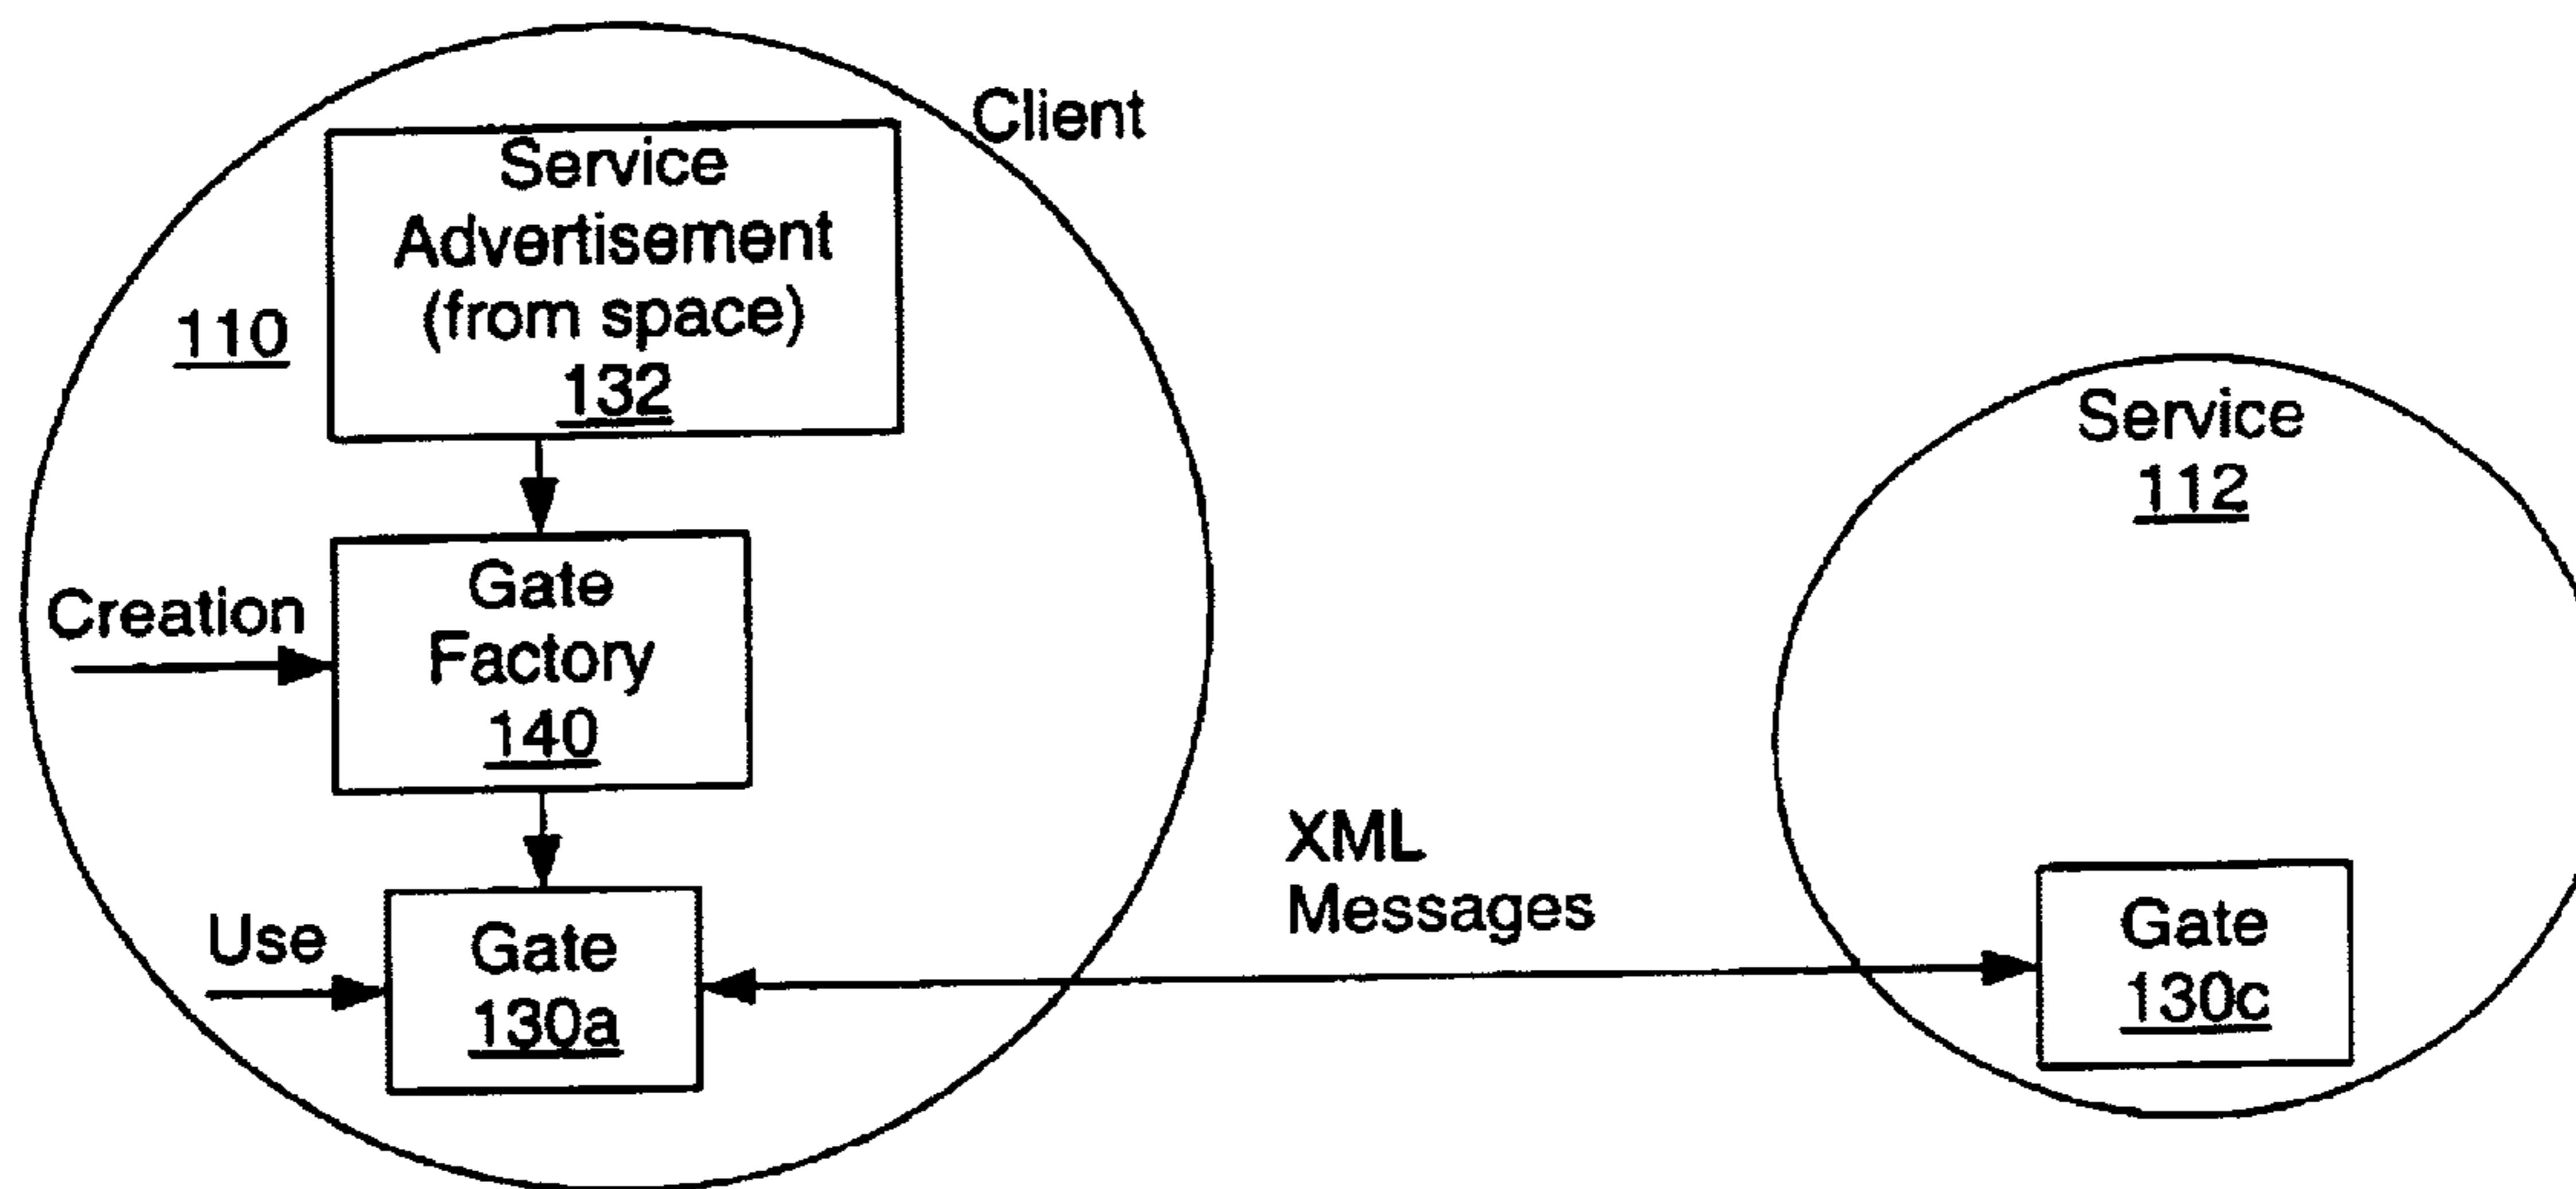 Client
Service
Advertisement
(from space)
132
110
Creation
Gate
Factory
140
Use
Gate
130a
XML
Messages
Service
112
Gate
130c